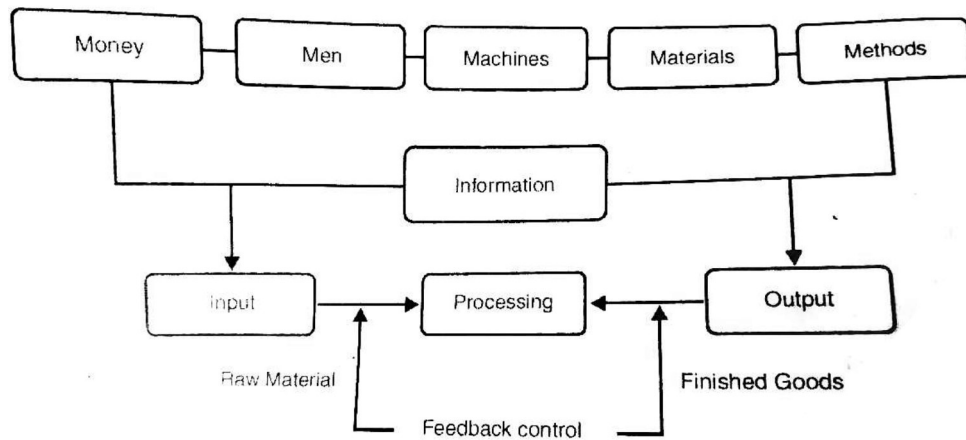 Money
Men
Machines
Materials
Methods
Information
Input
Processing
Output
Raw Material
Finished Goods
Feedback control